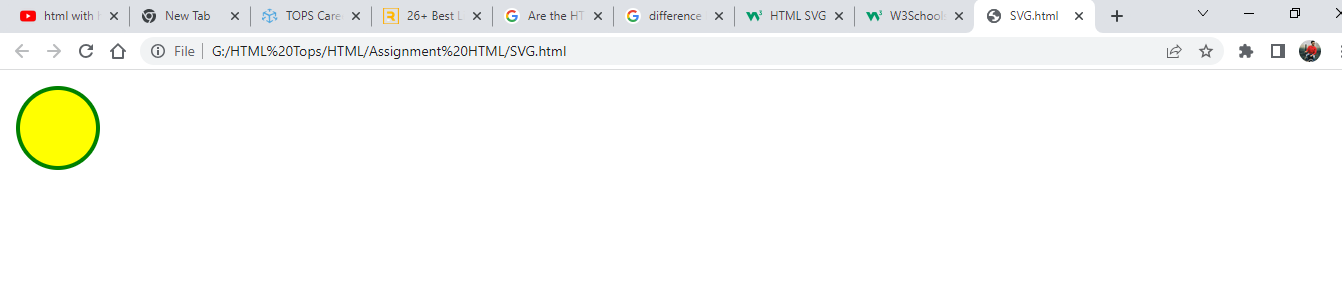 html with
New Tab
TOPS Care
26+ Best L
Are the HT
difference
HTML SVG
W3Schools
SVG.html
File
G:/HTML%20Tops/HTML/Assignment%20HTML/SVG.html